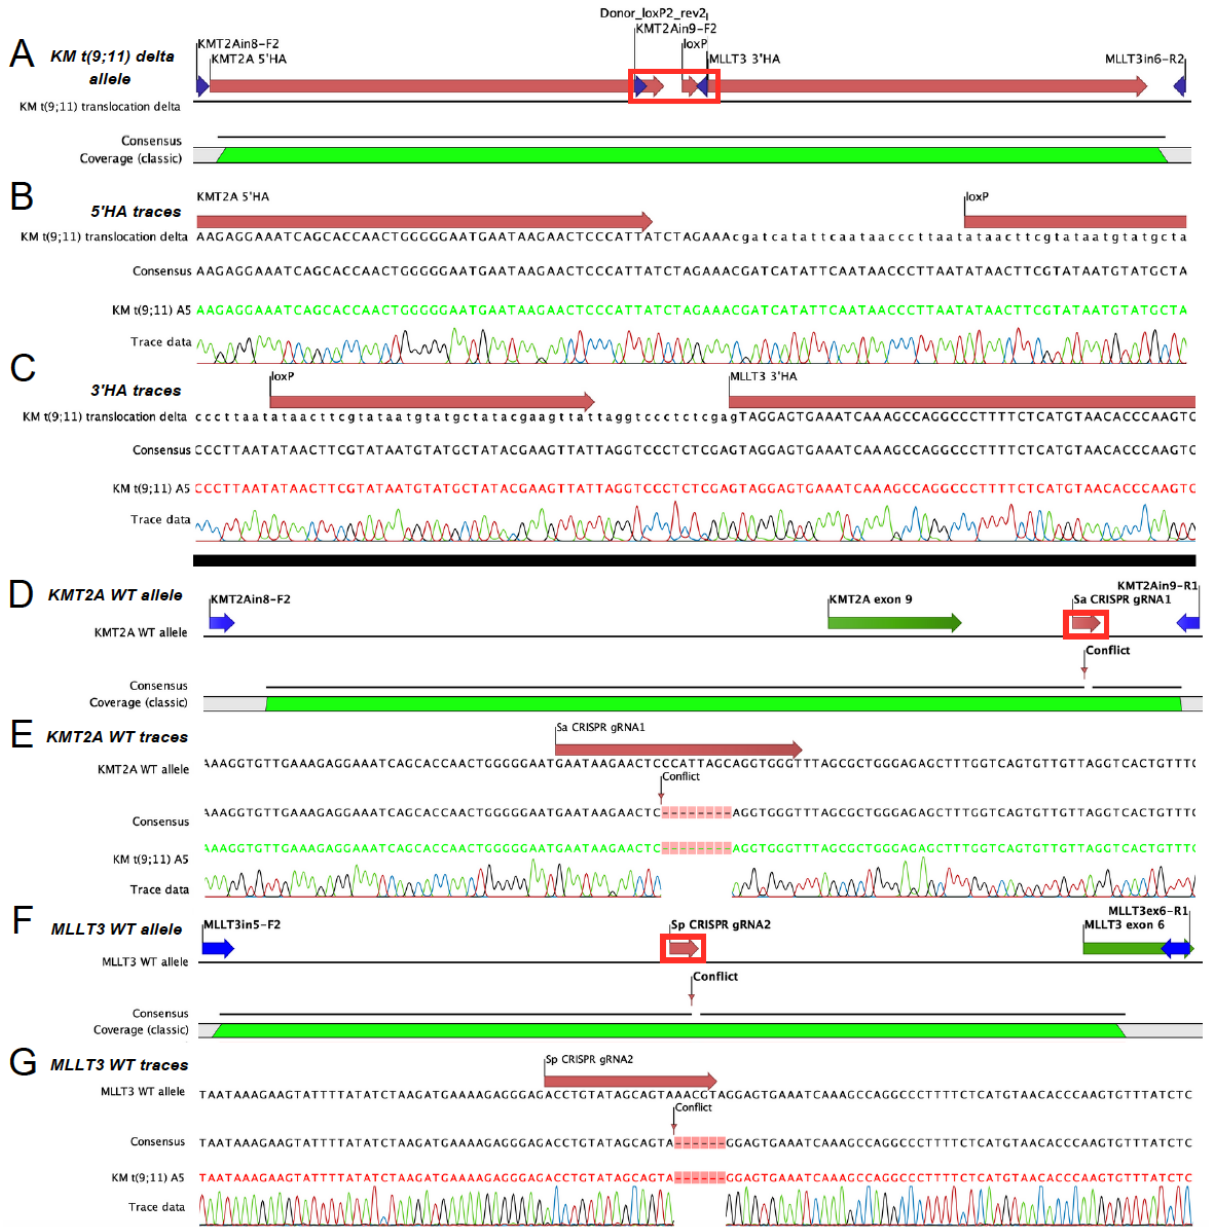 A
KM t(9;11) delta allele
Donor_loxP2_rev2
KMT2Ain8-F2
KMT2Ain9-F2
KMT2A 5'HA
loxP
MLLT3 3'HA
MLLT3in6-R2
KM t(9;11) translocation delta
Consensus
Coverage (classic)
B
5'HA traces
KMT2A 5'HA
loxP
KM t(9;11) translocation delta AAGAGGAAATCAGCACCAACTGGGGGAATGAATAAGAACTCCCATTATCTAGAAAcgatcatattcaataacccttaatataacttcgtataatgtatgcta
Consensus AAGAGGAAATCAGCACCAACTGGGGGAATGAATAAGAACTCCCATTATCTAGAAACGATCATATTCAATAACCCTTAATATAACTTCGTATAATGTATGCTA
KM t(9;11) A5 AAGAGGAAATCAGCACCAACTGGGGGAATGAATAAGAACTCCCATTATCTAGAAACGATCATATTCAATAACCCTTAATATAACTTCGTATAATGTATGCTA
Trace data
C
3'HA traces
loxP
MLLT3 3'HA
KM t(9;11) translocation delta cccttaatataacttcgtataatgtatgctatacgaagttattaggtccctctcgagTAGGAGTGAAATCAAAGCCAGGCCCTTTTCTCATGTAACACCCAAGTC
Consensus CCCTTAATATAACTTCGTATAATGTATGCTATACGAAGTTATTAGGTCCCTCTCGAGTAGGAGTGAAATCAAAGCCAGGCCCTTTTCTCATGTAACACCCAAGTC
KM t(9;11) A5 CCCTTAATATAACTTCGTATAATGTATGCTATACGAAGTTATTAGGTCCCTCTCGAGTAGGAGTGAAATCAAAGCCAGGCCCTTTTCTCATGTAACACCCAAGTC
Trace data
D
KMT2A WT allele
KMT2Ain8-F2
KMT2A exon 9
KMT2Ain9-R1
Sa CRISPR gRNA1
KMT2A WT allele
Conflict
Consensus
Coverage (classic)
E
KMT2A WT traces
Sa CRISPR gRNA1
KMT2A WT allele AAAGGTGTTGAAAGAGGAAATCAGCACCAACTGGGGGAATGAATAAGAACTCCCATTAGCAGGTGGGTTTAGCGCTGGGAGAGCTTTGGTCAGTGTTGTTAGGTCACTGTTTC
Conflict
Consensus AAAGGTGTTGAAAGAGGAAATCAGCACCAACTGGGGGAATGAATAAGAACTC--------AGGTGGGTTTAGCGCTGGGAGAGCTTTGGTCAGTGTTGTTAGGTCACTGTTTC
KM t(9;11) A5 AAAGGTGTTGAAAGAGGAAATCAGCACCAACTGGGGGAATGAATAAGAACTC--------AGGTGGGTTTAGCGCTGGGAGAGCTTTGGTCAGTGTTGTTAGGTCACTGTTTC
Trace data
F
MLLT3 WT allele
MLLT3in5-F2
Sp CRISPR gRNA2
MLLT3ex6-R1
MLLT3 exon 6
MLLT3 WT allele
Conflict
Consensus
Coverage (classic)
G
MLLT3 WT traces
Sp CRISPR gRNA2
MLLT3 WT allele TAATAAAGAAGTATTTTATATCTAAGATGAAAAGAGGGAGACCTGTATAGCAGTAAACGTAGGAGTGAAATCAAAGCCAGGCCCTTTTCTCATGTAACACCCAAGTGTTTATCTC
Conflict
Consensus TAATAAAGAAGTATTTTATATCTAAGATGAAAAGAGGGAGACCTGTATAGCAGTA------GGAGTGAAATCAAAGCCAGGCCCTTTTCTCATGTAACACCCAAGTGTTTATCTC
KM t(9;11) A5 TAATAAAGAAGTATTTTATATCTAAGATGAAAAGAGGGAGACCTGTATAGCAGTA------GGAGTGAAATCAAAGCCAGGCCCTTTTCTCATGTAACACCCAAGTGTTTATCTC
Trace data